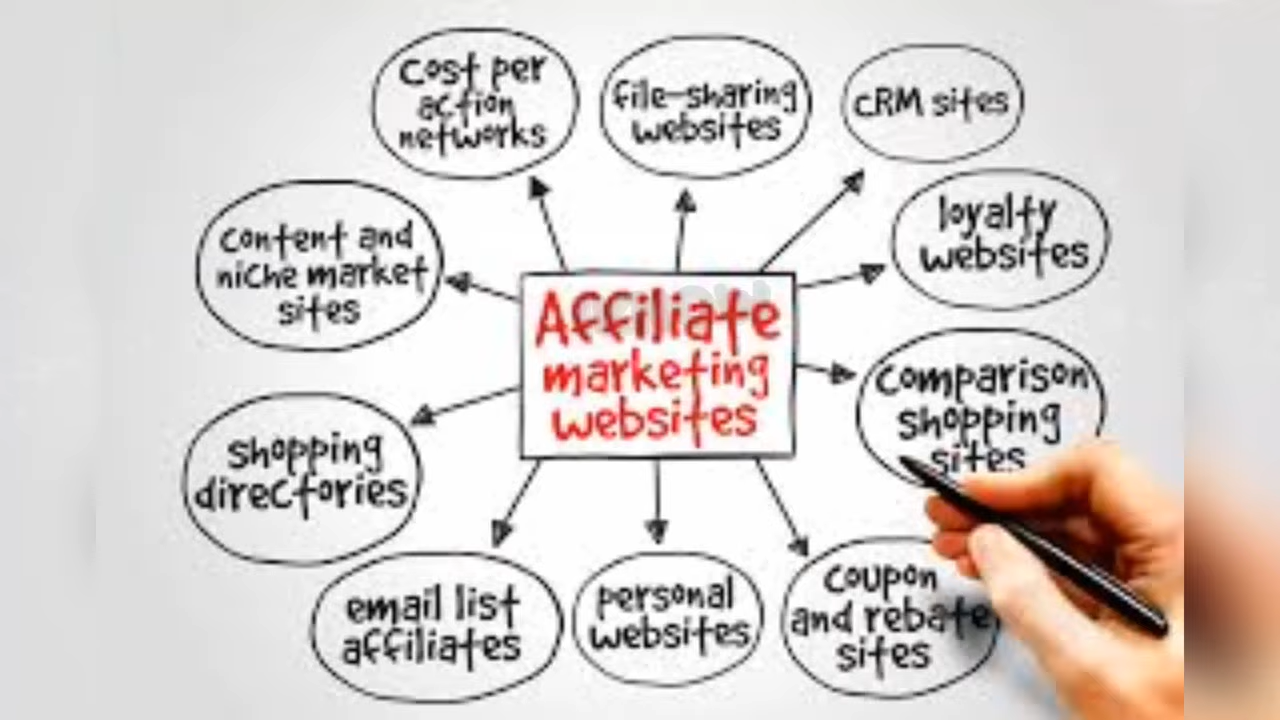 cost per
action
networks
file-sharing
websites
CRM sites
loyalty
websites
content and
niche market
sites
Affiliate
marketing
websites
comparison
shopping
sites
shopping
directories
email list
affiliates
personal
websites
coupon
and rebate
sites